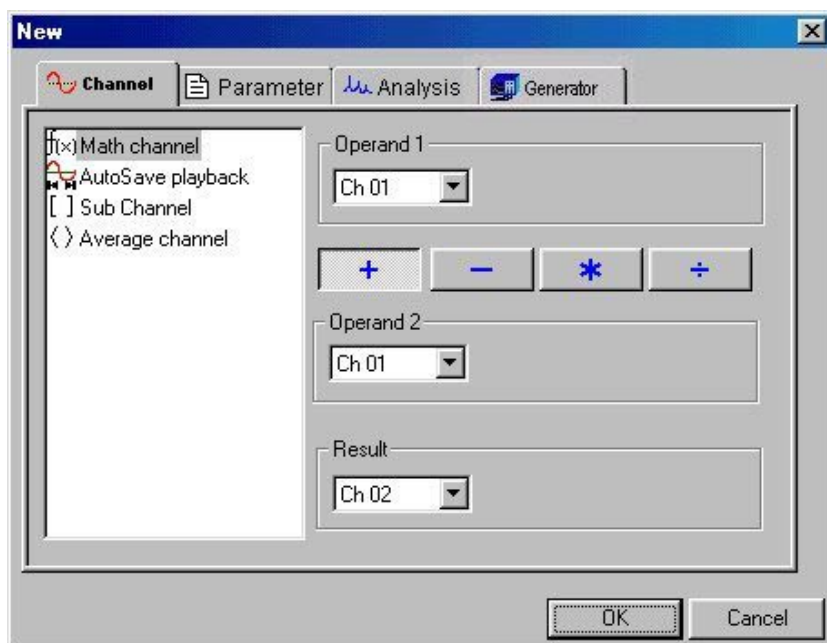 New
Channel Parameter Analysis Generator
f(x) Math channel
AutoSave playback
[ ] Sub Channel
⟨ ⟩ Average channel
Operand 1
Ch 01
+ − * ÷
Operand 2
Ch 01
Result
Ch 02
OK Cancel